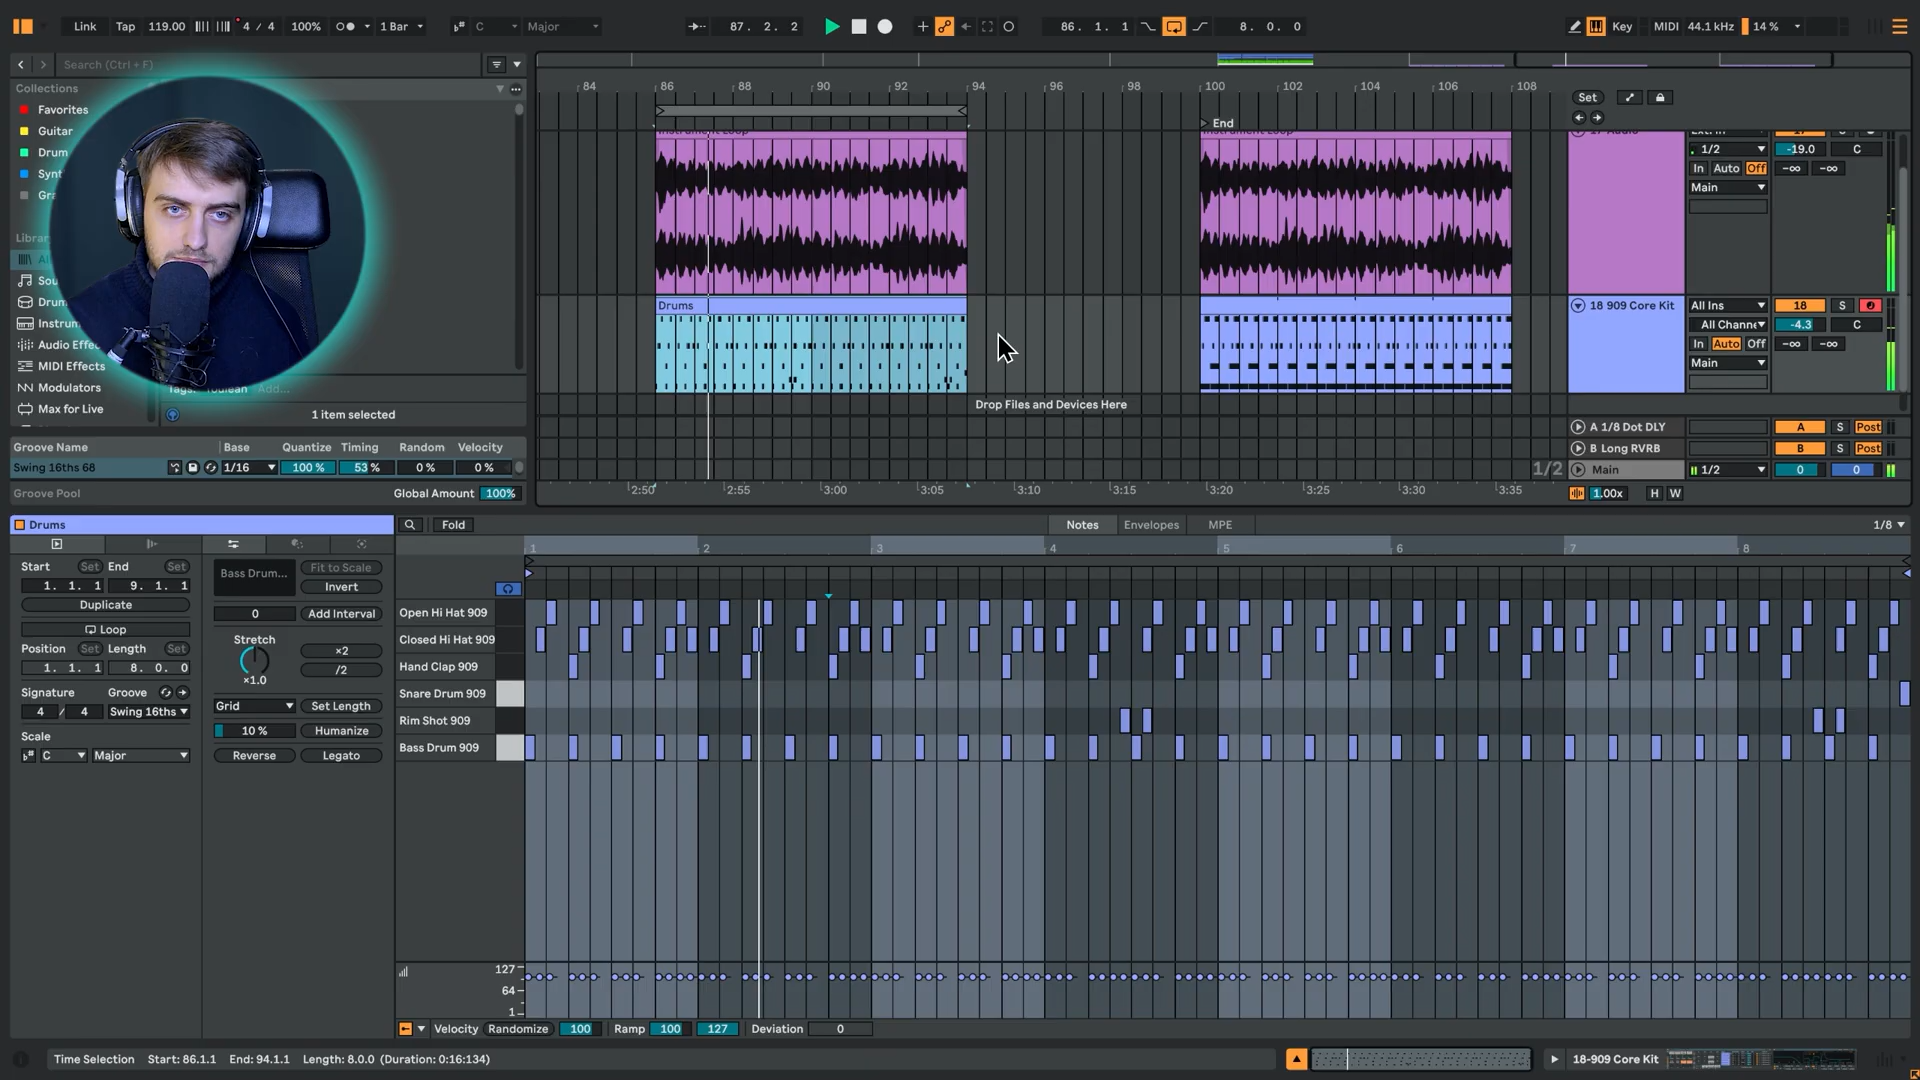 Link Tap 119.00 4 / 4 100% 1 Bar C Major 87. 2. 2 86. 1. 1 8. 0. 0 Key MIDI 44.1 kHz 14 %
Search (Ctrl + F)
Collections
Favorites
Guitar
Drum
Synt
Gr
Libra
Sou
Drum
Instrum
Audio Effe
MIDI Effects
Modulators
Max for Live
Add...
1 item selected
84 86 88 90 92 94 96 98 100 102 104 106 108
Set
End
Instrument Loop
Instrument Loop
17 Audio
Ext. In 17
1/2 -19.0 C
In Auto Off -∞ -∞
Main
Drums
18 909 Core Kit All Ins 18 S
All Channe -4.3 C
In Auto Off -∞ -∞
Main
Drop Files and Devices Here
A 1/8 Dot DLY A S Post
B Long RVRB B S Post
1/2 Main 1/2 0 0
2:50 2:55 3:00 3:05 3:10 3:15 3:20 3:25 3:30 3:35
1.00x H W
Groove Name Base Quantize Timing Random Velocity
Swing 16ths 68 1/16 100 % 53 % 0 % 0 %
Groove Pool Global Amount 100%
Drums
Start Set End Set
1. 1. 1 9. 1. 1
Duplicate
Loop
Position Set Length Set
1. 1. 1 8. 0. 0
Signature Groove
4 / 4 Swing 16ths
Scale
C Major
Bass Drum... Fit to Scale
Invert
0 Add Interval
Stretch
×2
/2
×1.0
Grid Set Length
10 % Humanize
Reverse Legato
Fold Notes Envelopes MPE 1/8
1 2 3 4 5 6 7 8
Open Hi Hat 909
Closed Hi Hat 909
Hand Clap 909
Snare Drum 909
Rim Shot 909
Bass Drum 909
127
64
1
Velocity Randomize 100 Ramp 100 127 Deviation 0
Time Selection Start: 86.1.1 End: 94.1.1 Length: 8.0.0 (Duration: 0:16:134)
18-909 Core Kit